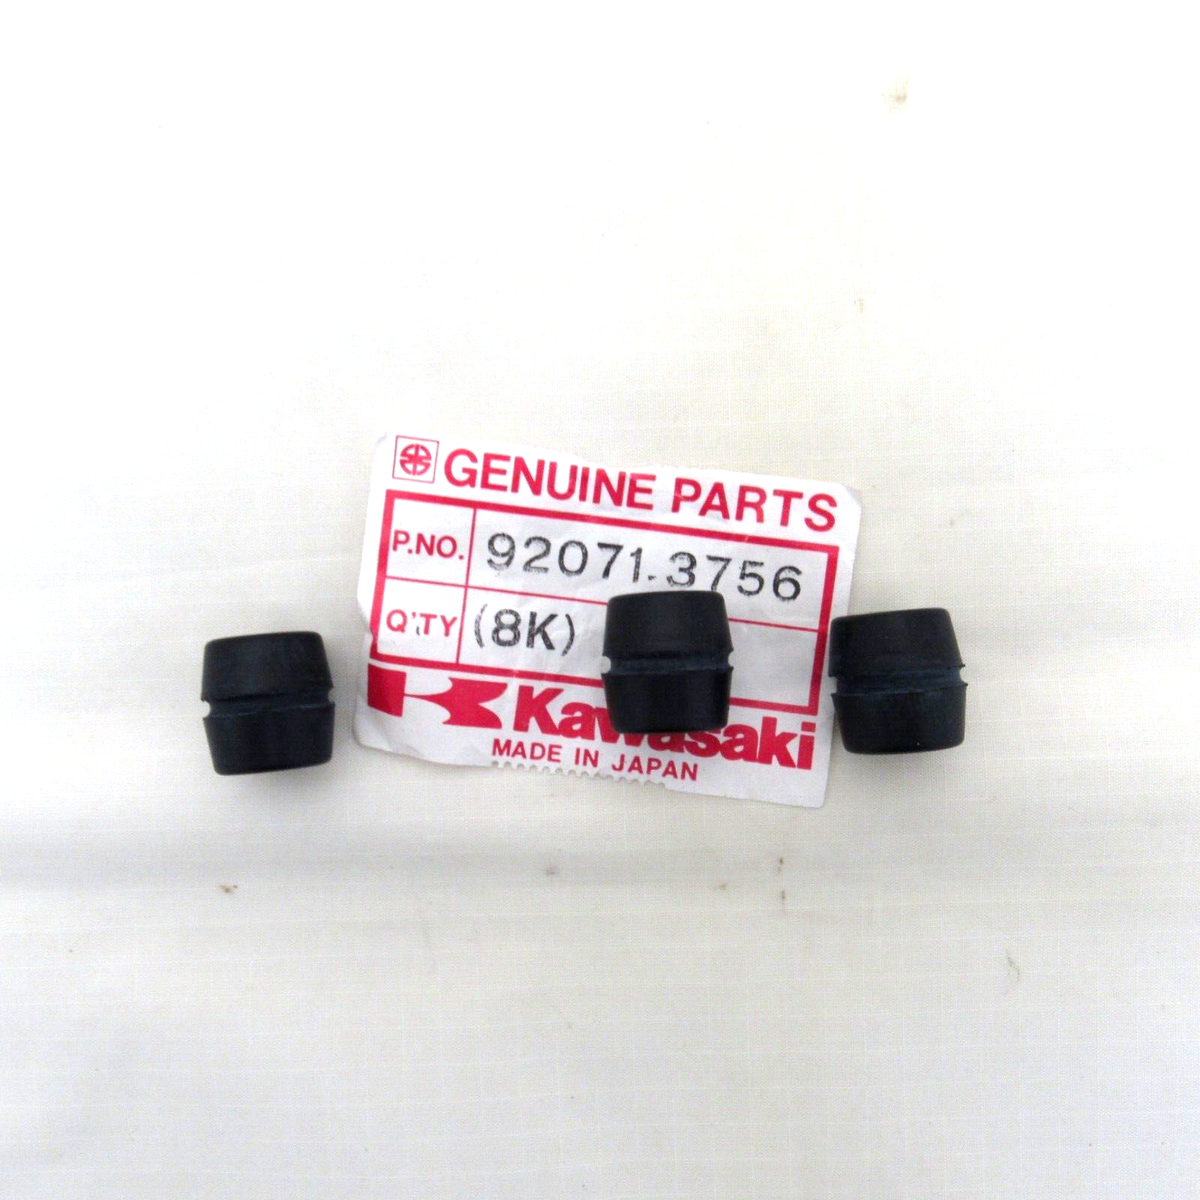 GENUINE PARTS
P.NO. 92071-3756
Q'TY (8K)
Kawasaki
MADE IN JAPAN